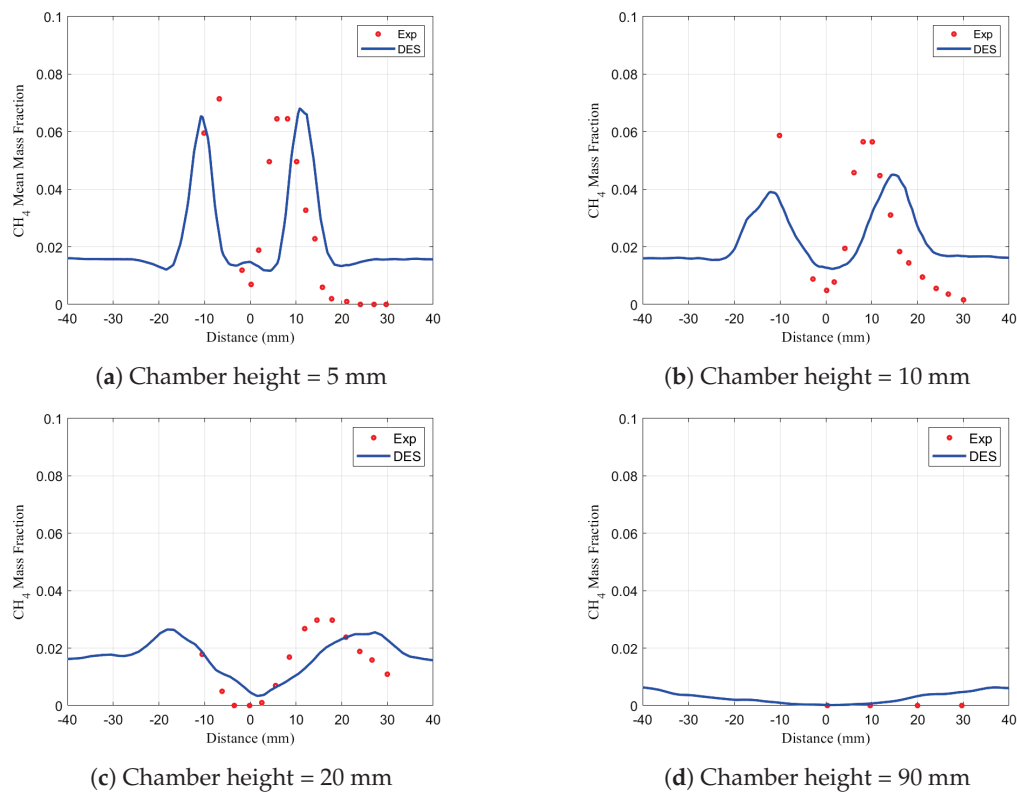 0.1
0.08
0.06
0.04
0.02
0
CH4 Mean Mass Fraction
Exp
DES
-40 -30 -20 -10 0 10 20 30 40
Distance (mm)
(a) Chamber height = 5 mm
0.1
0.08
0.06
0.04
0.02
0
CH4 Mass Fraction
Exp
DES
-40 -30 -20 -10 0 10 20 30 40
Distance (mm)
(b) Chamber height = 10 mm
0.1
0.08
0.06
0.04
0.02
0
CH4 Mass Fraction
Exp
DES
-40 -30 -20 -10 0 10 20 30 40
Distance (mm)
(c) Chamber height = 20 mm
0.1
0.08
0.06
0.04
0.02
0
CH4 Mass Fraction
Exp
DES
-40 -30 -20 -10 0 10 20 30 40
Distance (mm)
(d) Chamber height = 90 mm